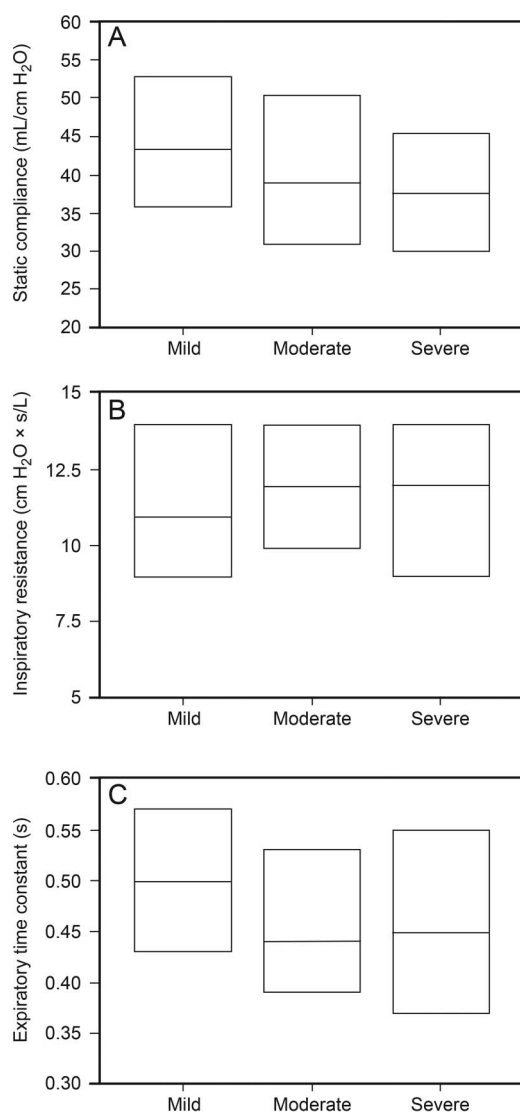 A
Static compliance (mL/cm H₂O)
60
55
50
45
40
35
30
25
20
Mild Moderate Severe
B
Inspiratory resistance (cm H₂O × s/L)
15
12.5
10
7.5
5
Mild Moderate Severe
C
Expiratory time constant (s)
0.60
0.55
0.50
0.45
0.40
0.35
0.30
Mild Moderate Severe